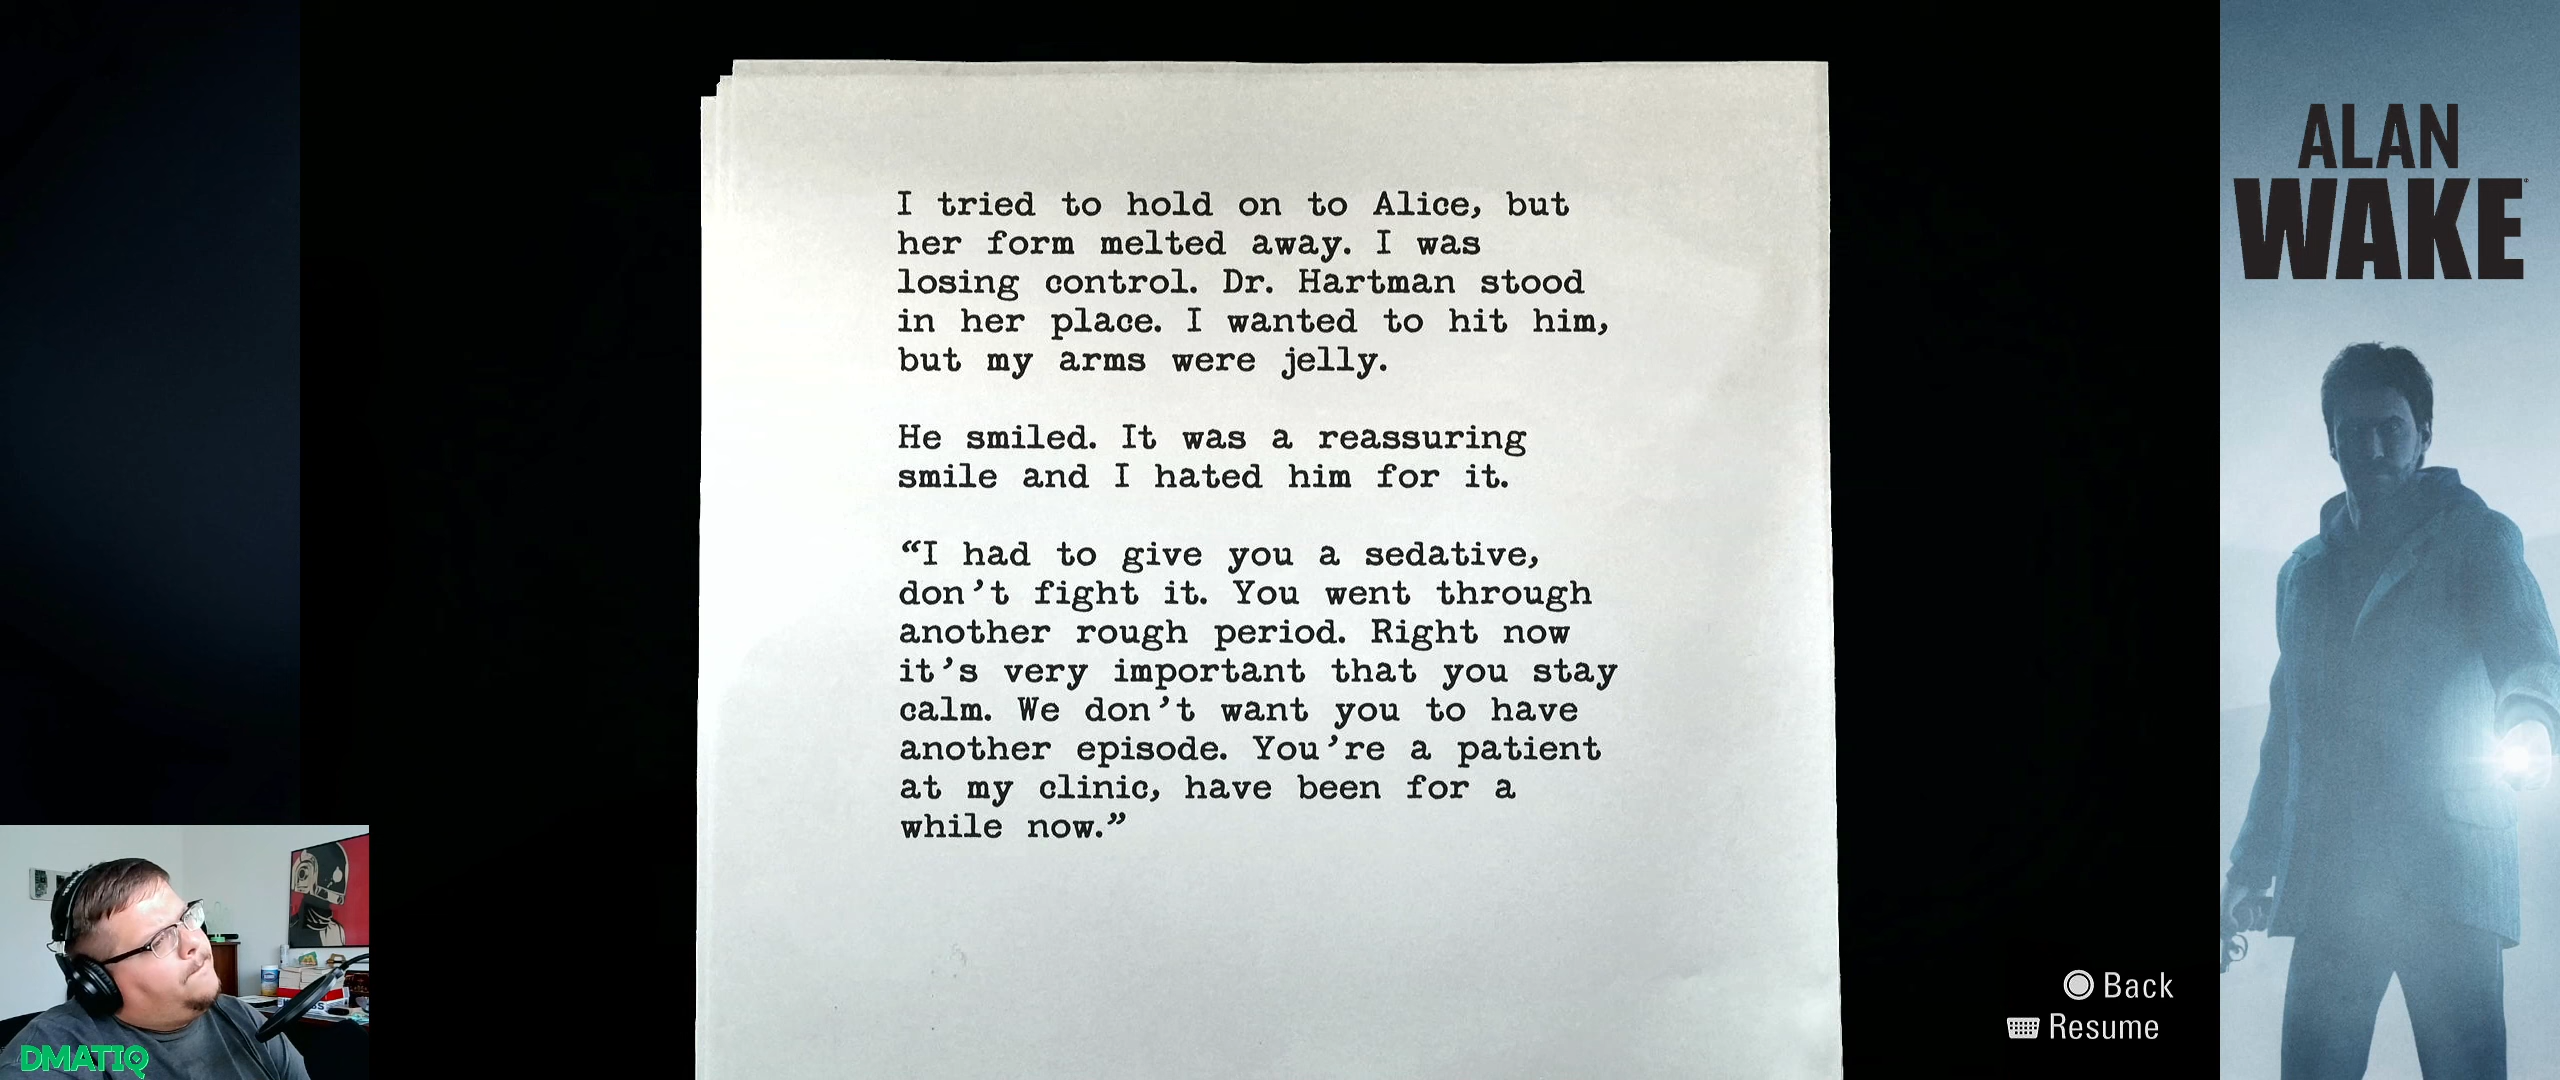 I tried to hold on to Alice, but
her form melted away. I was
losing control. Dr. Hartman stood
in her place. I wanted to hit him,
but my arms were jelly.
He smiled. It was a reassuring
smile and I hated him for it.
“I had to give you a sedative,
don’t fight it. You went through
another rough period. Right now
it’s very important that you stay
calm. We don’t want you to have
another episode. You’re a patient
at my clinic, have been for a
while now.”
ALAN
WAKE
Back
Resume
DMATIQ